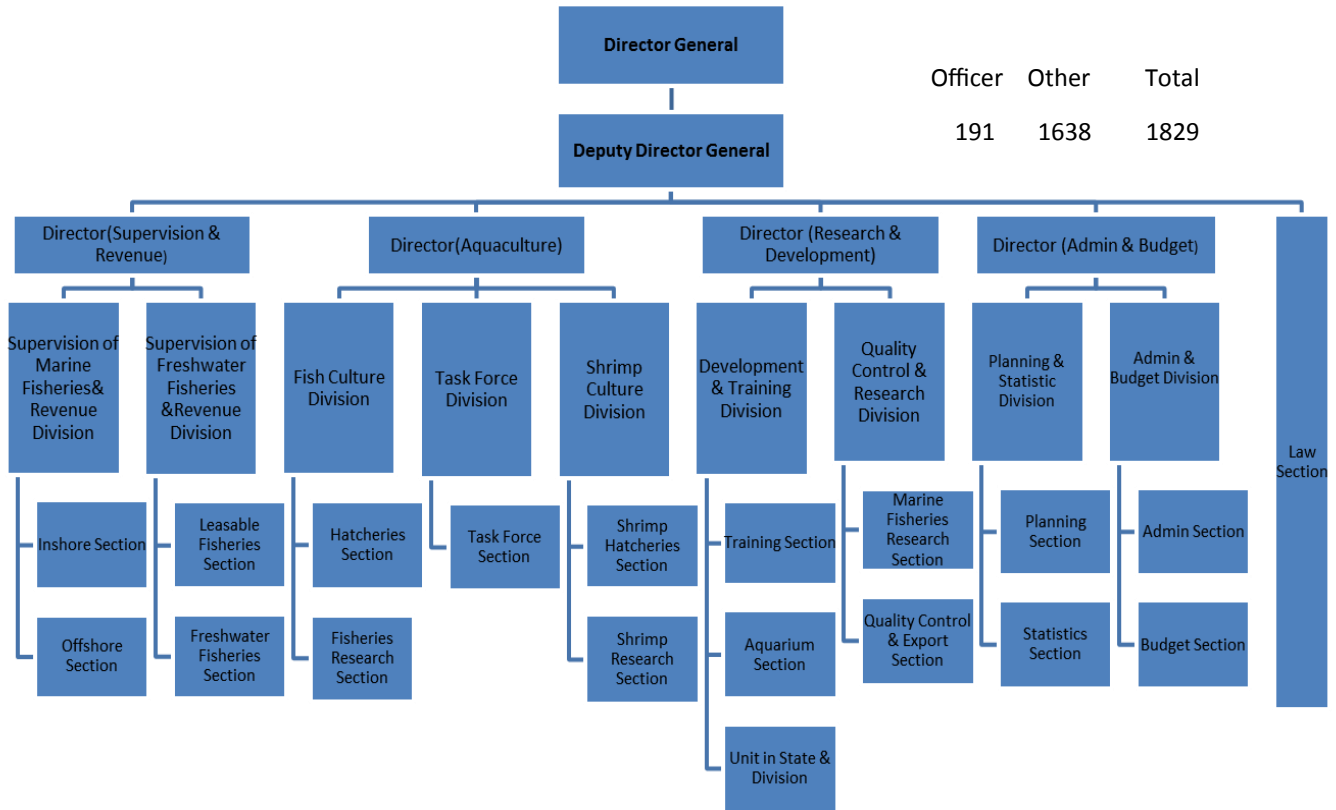 Director General
Officer Other Total
191 1638 1829
Deputy Director General
Director(Supervision &
Revenue)
Director(Aquaculture)
Director (Research &
Development)
Director (Admin & Budget)
Law
Section
Supervision of
Marine
Fisheries&
Revenue
Division
Supervision of
Freshwater
Fisheries
&Revenue
Division
Fish Culture
Division
Task Force
Division
Shrimp
Culture
Division
Development
& Training
Division
Quality
Control &
Research
Division
Planning &
Statistic
Division
Admin &
Budget Division
Inshore Section
Leasable
Fisheries
Section
Hatcheries
Section
Task Force
Section
Shrimp
Hatcheries
Section
Training Section
Marine
Fisheries
Research
Section
Planning
Section
Admin Section
Offshore
Section
Freshwater
Fisheries
Section
Fisheries
Research
Section
Shrimp
Research
Section
Aquarium
Section
Quality Control
& Export
Section
Statistics
Section
Budget Section
Unit in State &
Division